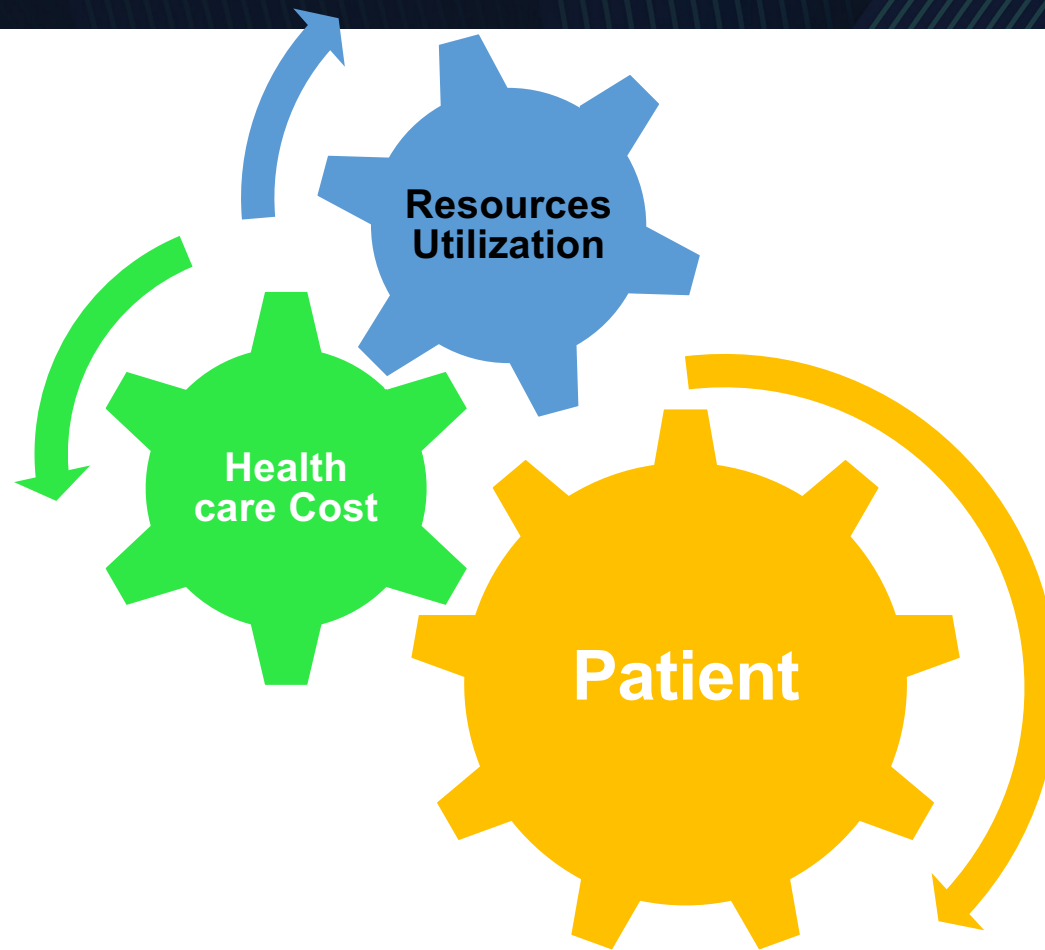 Resources
Utilization
Health
care Cost
Patient